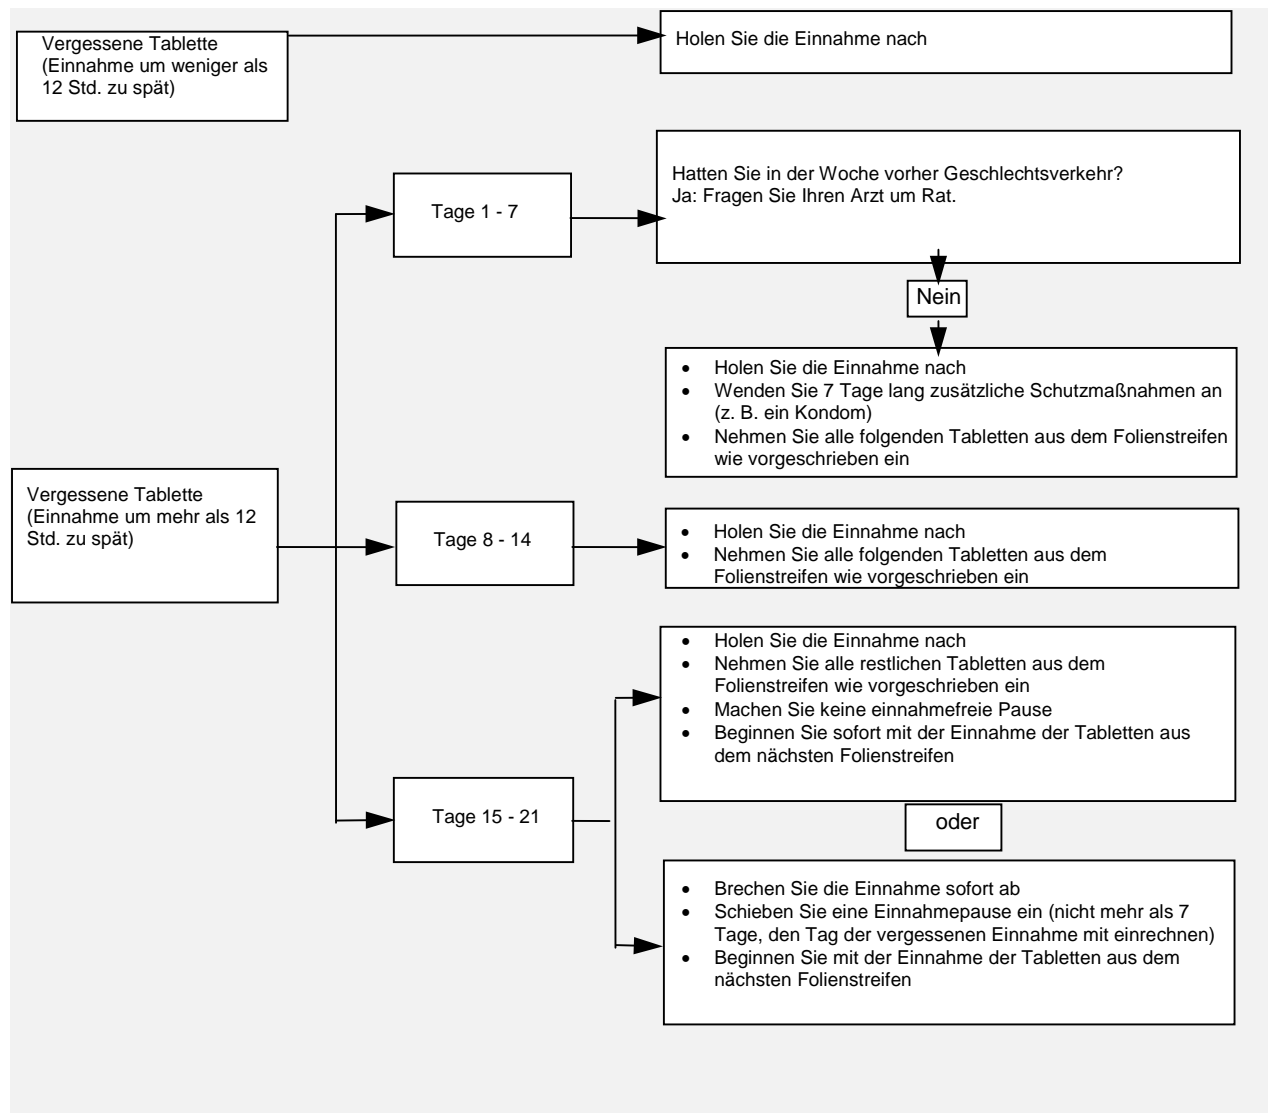 Vergessene Tablette
(Einnahme um weniger als
12 Std. zu spät)
Holen Sie die Einnahme nach
Hatten Sie in der Woche vorher Geschlechtsverkehr?
Ja: Fragen Sie Ihren Arzt um Rat.
Tage 1 - 7
Nein
• Holen Sie die Einnahme nach
• Wenden Sie 7 Tage lang zusätzliche Schutzmaßnahmen an
(z. B. ein Kondom)
• Nehmen Sie alle folgenden Tabletten aus dem Folienstreifen
wie vorgeschrieben ein
Vergessene Tablette
(Einnahme um mehr als 12
Std. zu spät)
Tage 8 - 14
• Holen Sie die Einnahme nach
• Nehmen Sie alle folgenden Tabletten aus dem
Folienstreifen wie vorgeschrieben ein
• Holen Sie die Einnahme nach
• Nehmen Sie alle restlichen Tabletten aus dem
Folienstreifen wie vorgeschrieben ein
• Machen Sie keine einnahmefreie Pause
• Beginnen Sie sofort mit der Einnahme der Tabletten aus
dem nächsten Folienstreifen
Tage 15 - 21
oder
• Brechen Sie die Einnahme sofort ab
• Schieben Sie eine Einnahmepause ein (nicht mehr als 7
Tage, den Tag der vergessenen Einnahme mit einrechnen)
• Beginnen Sie mit der Einnahme der Tabletten aus dem
nächsten Folienstreifen